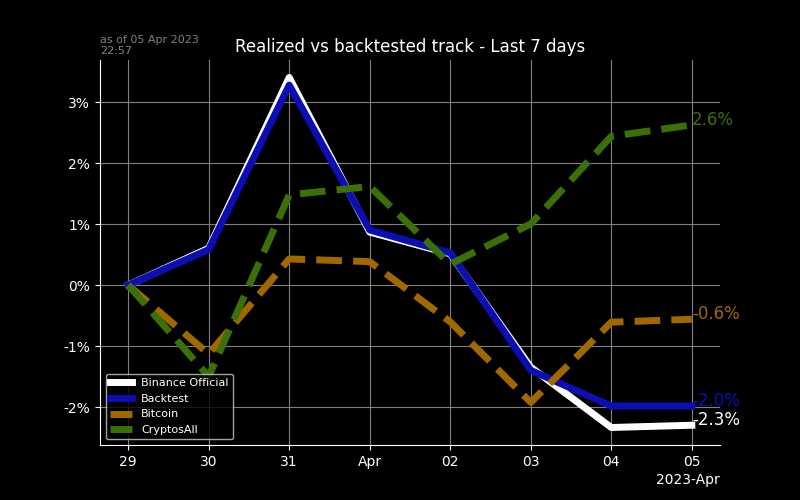 as of 05 Apr 2023
22:57
Realized vs backtested track - Last 7 days
3%
2%
1%
0%
-1%
-2%
2.6%
-0.6%
-2.0%
-2.3%
Binance Official
Backtest
Bitcoin
CryptosAll
29 30 31 Apr 02 03 04 05
2023-Apr